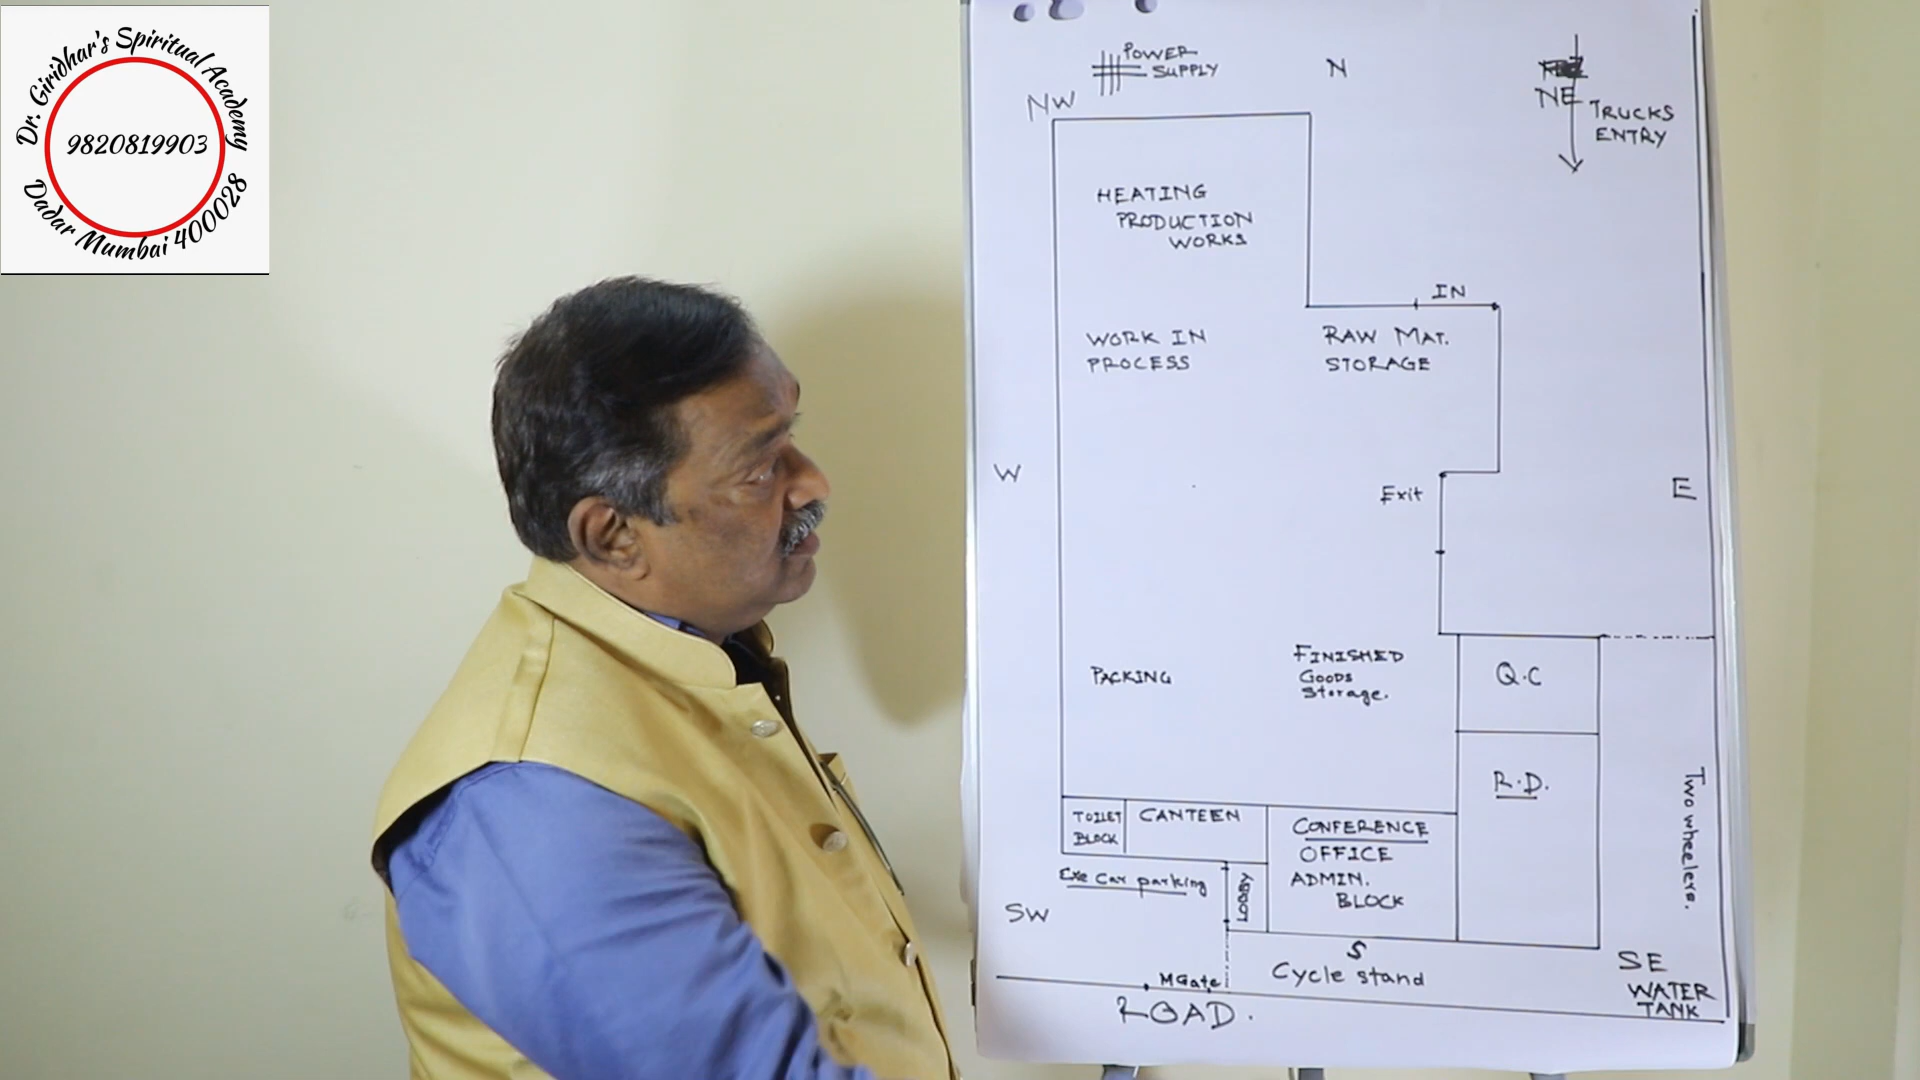 Dr. Giridhar's Spiritual Academy
9820819903
Dadar Mumbai 400028
POWER
SUPPLY
N
NW
NE
TRUCKS
ENTRY
HEATING
PRODUCTION
WORKS
IN
WORK IN
PROCESS
RAW MAT.
STORAGE
W
Exit
E
PACKING
FINISHED
GOODS
Storage.
Q.C
R.D.
Two wheelers.
TOILET
BLOCK
CANTEEN
CONFERENCE
OFFICE
ADMIN.
BLOCK
Exe car parking
LOBBY
SW
S
Cycle stand
SE
WATER
TANK
MGate
ROAD.